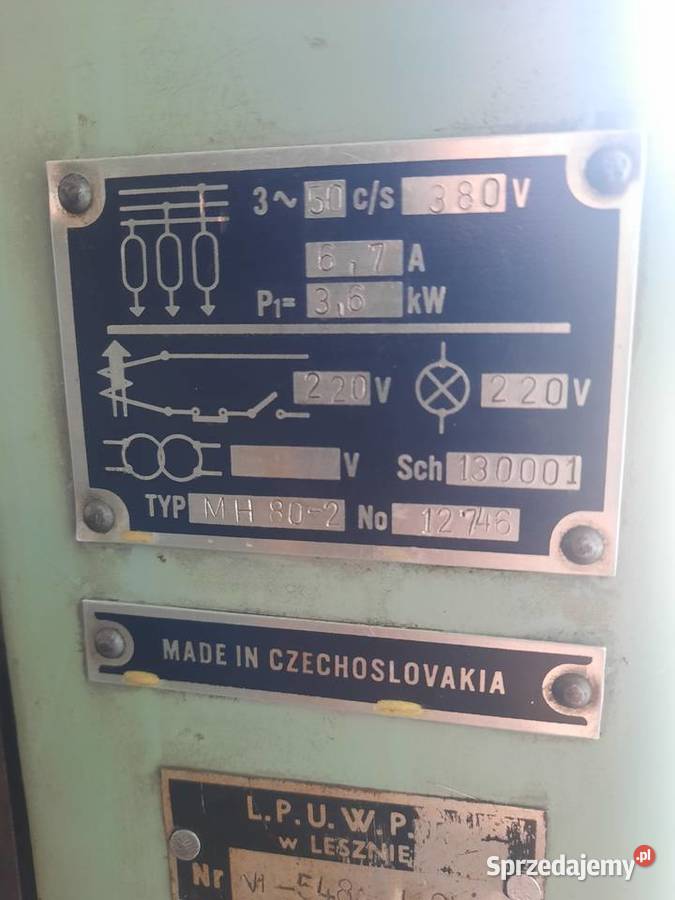 3~ 50 c/s 380 V
6,7 A
P1= 3,6 kW
220 V 220 V
V Sch 130001
TYP MH 80-2 No 12746
MADE IN CZECHOSLOVAKIA
L.P.U.W.P.
w LESZNIE
Nr
Sprzedajemy.pl